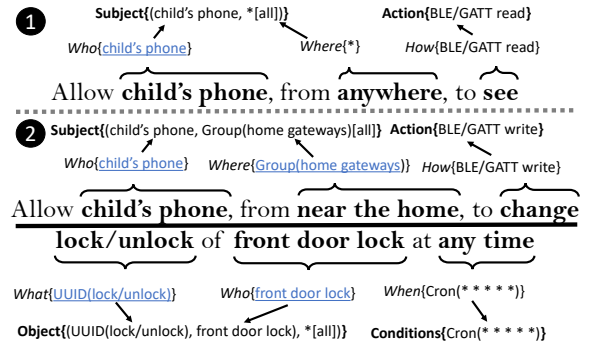 1 Subject{(child's phone, *[all])} Action{BLE/GATT read}
Who{child's phone} Where{*} How{BLE/GATT read}
Allow child's phone, from anywhere, to see
2 Subject{(child's phone, Group(home gateways)[all]} Action{BLE/GATT write}
Who{child's phone} Where{Group(home gateways)} How{BLE/GATT write}
Allow child's phone, from near the home, to change
lock/unlock of front door lock at any time
What{UUID(lock/unlock)} Who{front door lock} When{Cron(* * * * *)}
Object{(UUID(lock/unlock), front door lock), *[all])} Conditions{Cron(* * * * *)}